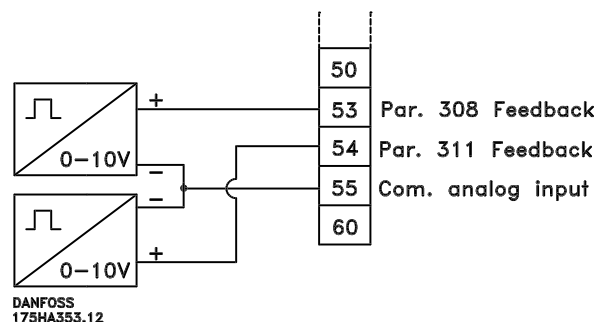 50
+
53 Par. 308 Feedback
0-10V
54 Par. 311 Feedback
−
55 Com. analog input
−
60
+
0-10V
DANFOSS
175HA353.12